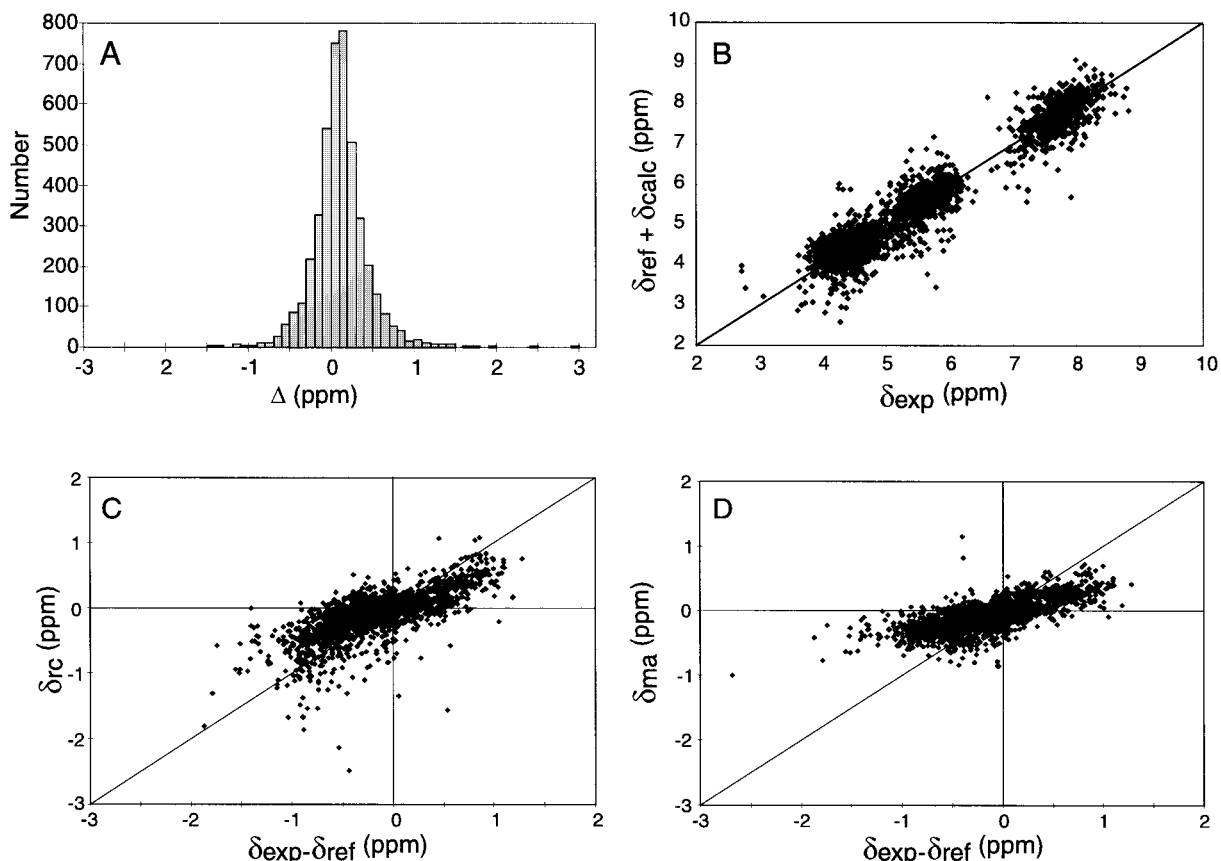 A
Number
800
700
600
500
400
300
200
100
0
-3 -2 -1 0 1 2 3
Δ (ppm)
B
δref + δcalc (ppm)
10
9
8
7
6
5
4
3
2
2 3 4 5 6 7 8 9 10
δexp (ppm)
C
δrc (ppm)
2
1
0
-1
-2
-3
-3 -2 -1 0 1 2
δexp-δref (ppm)
D
δma (ppm)
2
1
0
-1
-2
-3
-3 -2 -1 0 1 2
δexp-δref (ppm)